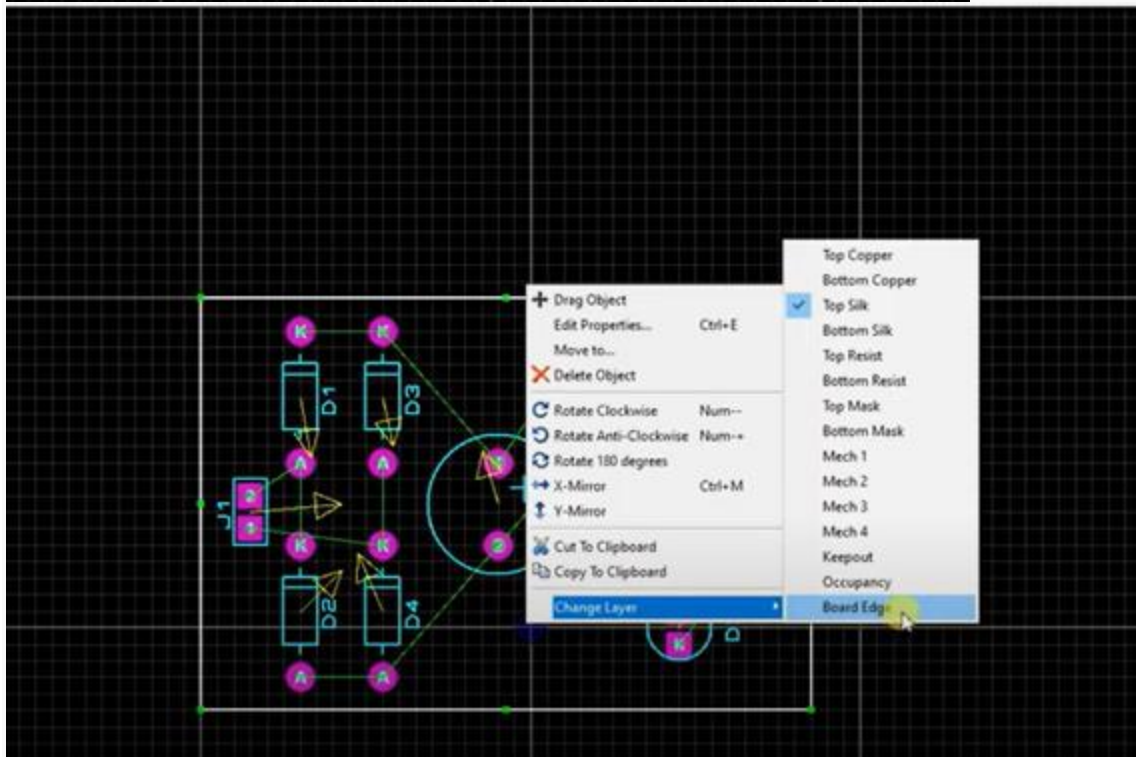 Top Copper
Bottom Copper
Top Silk
Bottom Silk
Top Resist
Bottom Resist
Top Mask
Bottom Mask
Mech 1
Mech 2
Mech 3
Mech 4
Keepout
Occupancy
Board Edge
Drag Object
Edit Properties... Ctrl+E
Move to...
Delete Object
Rotate Clockwise Num--
Rotate Anti-Clockwise Num-+
Rotate 180 degrees
X-Mirror Ctrl+M
Y-Mirror
Cut To Clipboard
Copy To Clipboard
Change Layer
K K
D1 D3
A A
J1
2
1
K K
2
D2 D4
A A
K
D